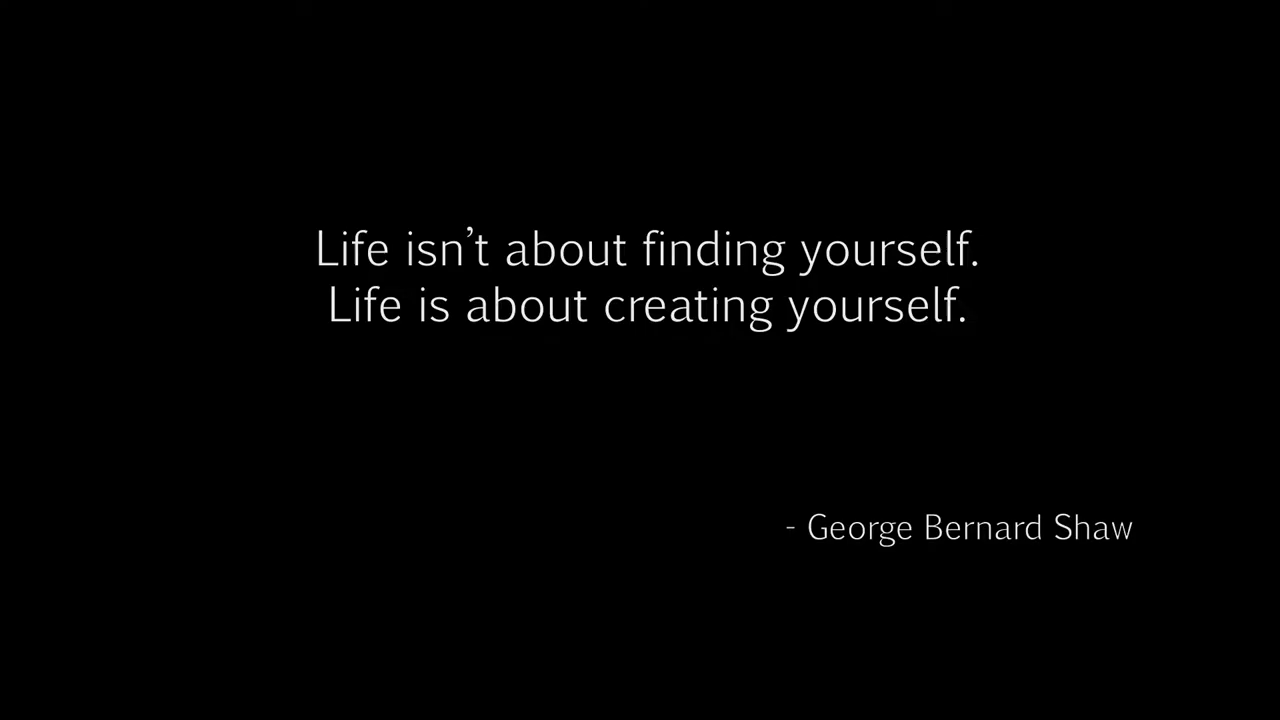 Life isn’t about finding yourself.
Life is about creating yourself.
- George Bernard Shaw